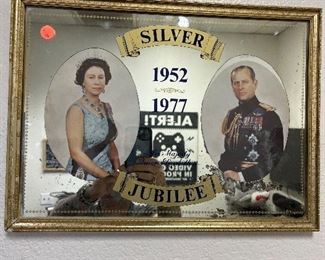 SILVER
1952
1977
ALERT!
VIDEO G
IN PROG
JUBILEE